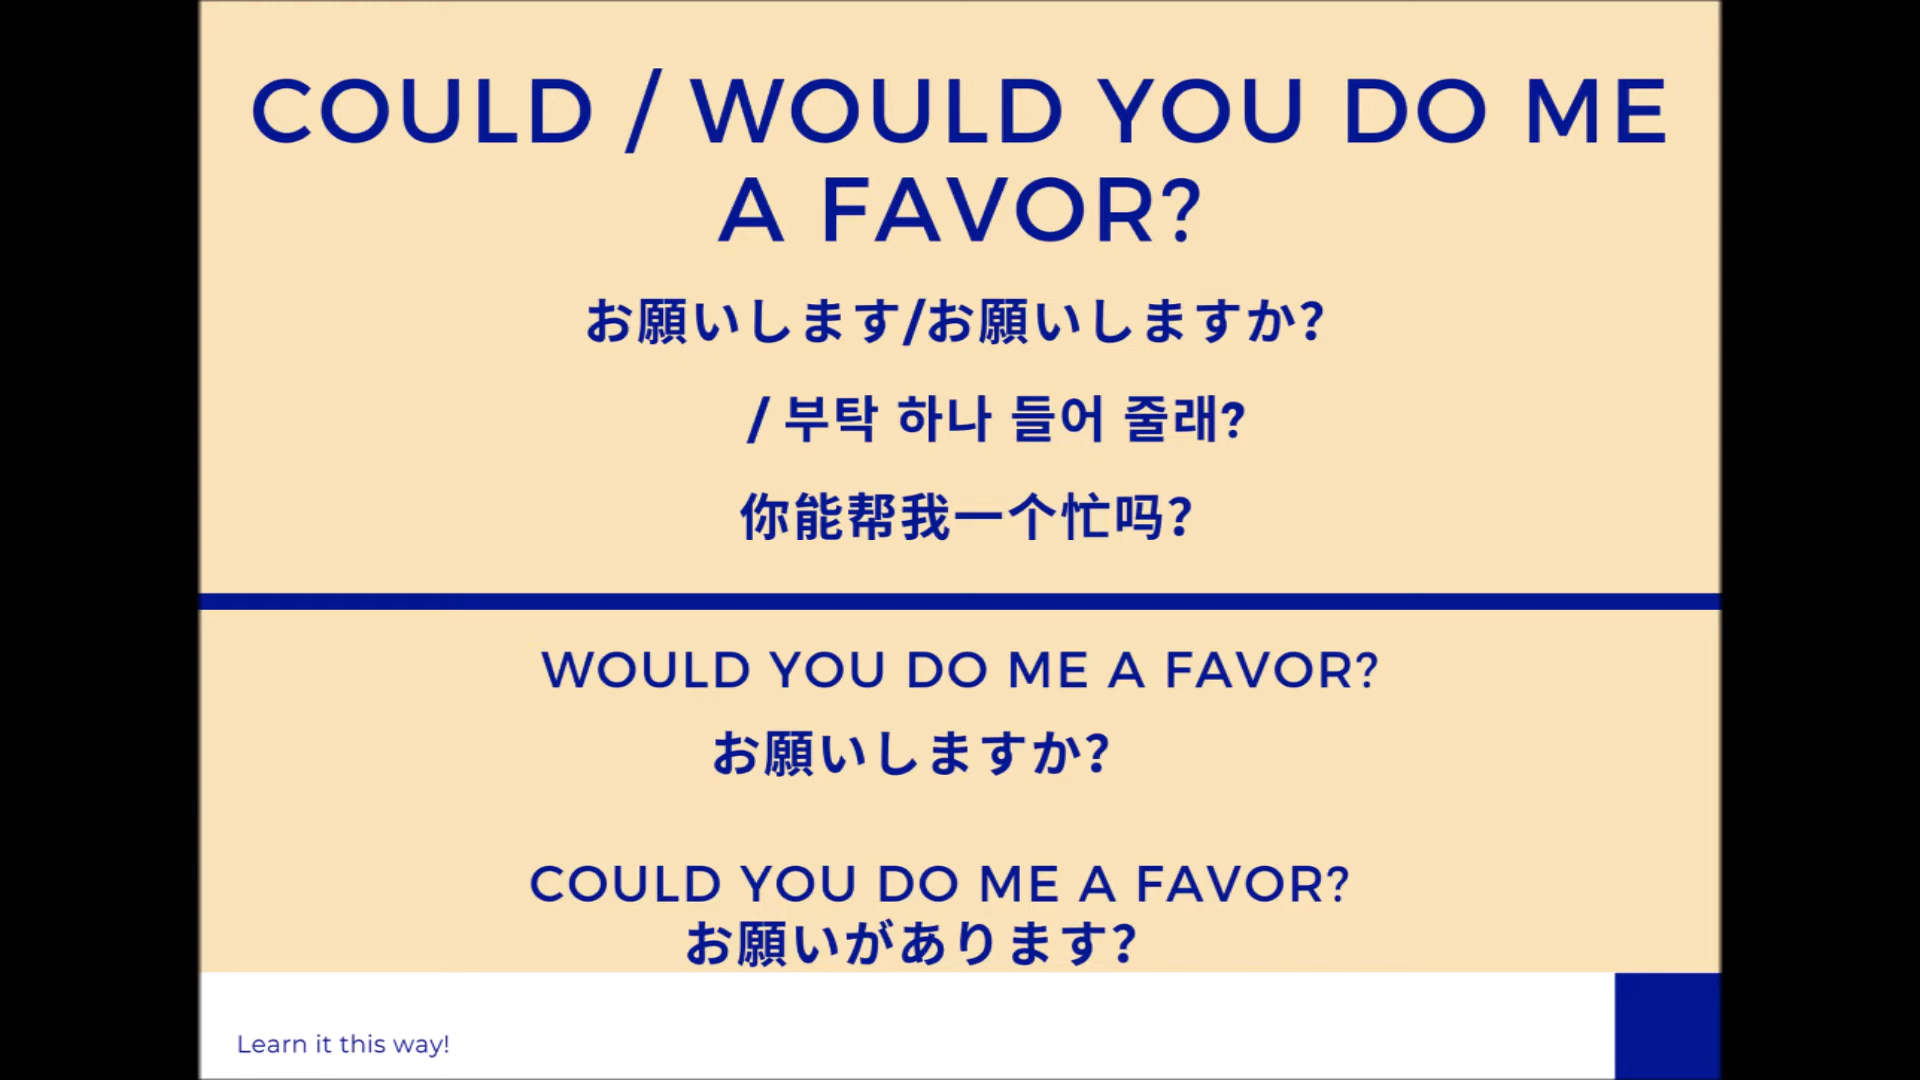 COULD / WOULD YOU DO ME
A FAVOR?
お願いします/お願いしますか?
/ 부탁 하나 들어 줄래?
你能帮我一个忙吗?
WOULD YOU DO ME A FAVOR?
お願いしますか?
COULD YOU DO ME A FAVOR?
お願いがあります?
Learn it this way!